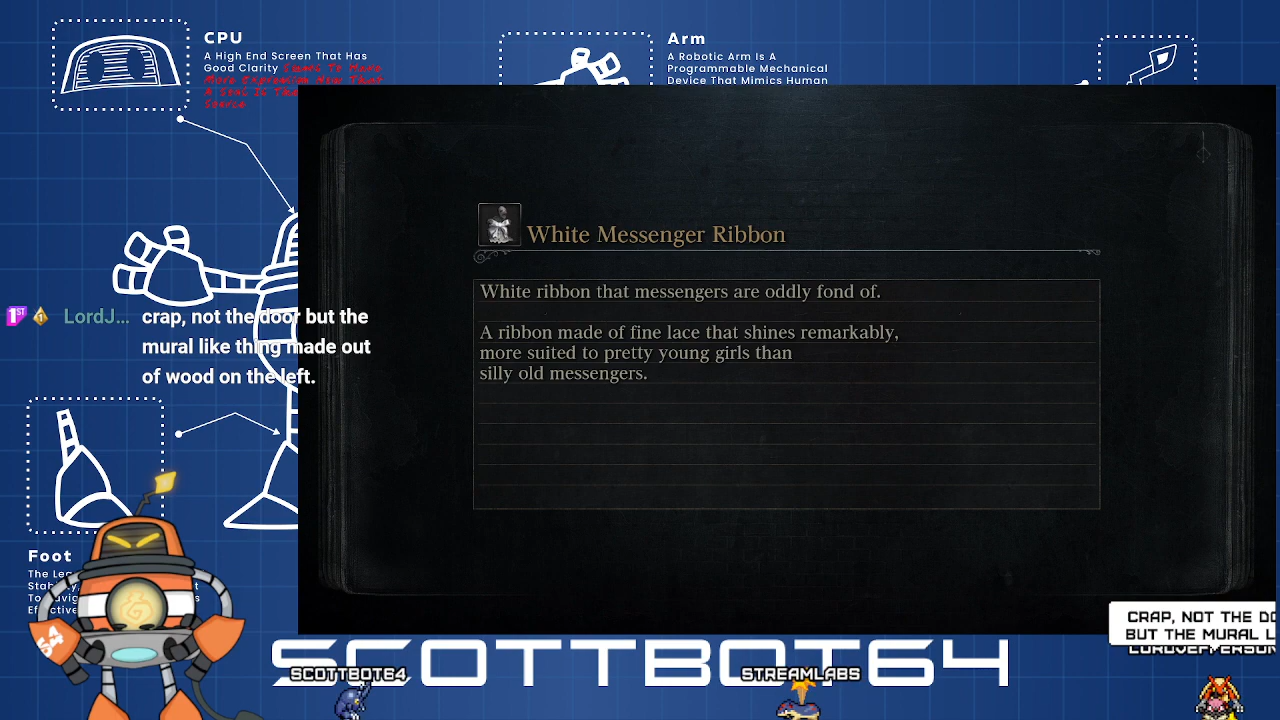 CPU
A High End Screen That Has
Good Clarity
Arm
A Robotic Arm Is A
Programmable Mechanical
Device That Mimics Human
White Messenger Ribbon
White ribbon that messengers are oddly fond of.
A ribbon made of fine lace that shines remarkably,
more suited to pretty young girls than
silly old messengers.
1ST
LordJ... crap, not the door but the
mural like thing made out
of wood on the left.
Foot
The
64
SCOTTBOT64
SCOTTBOT64
STREAMLABS
CRAP, NOT THE
BUT THE MURAL